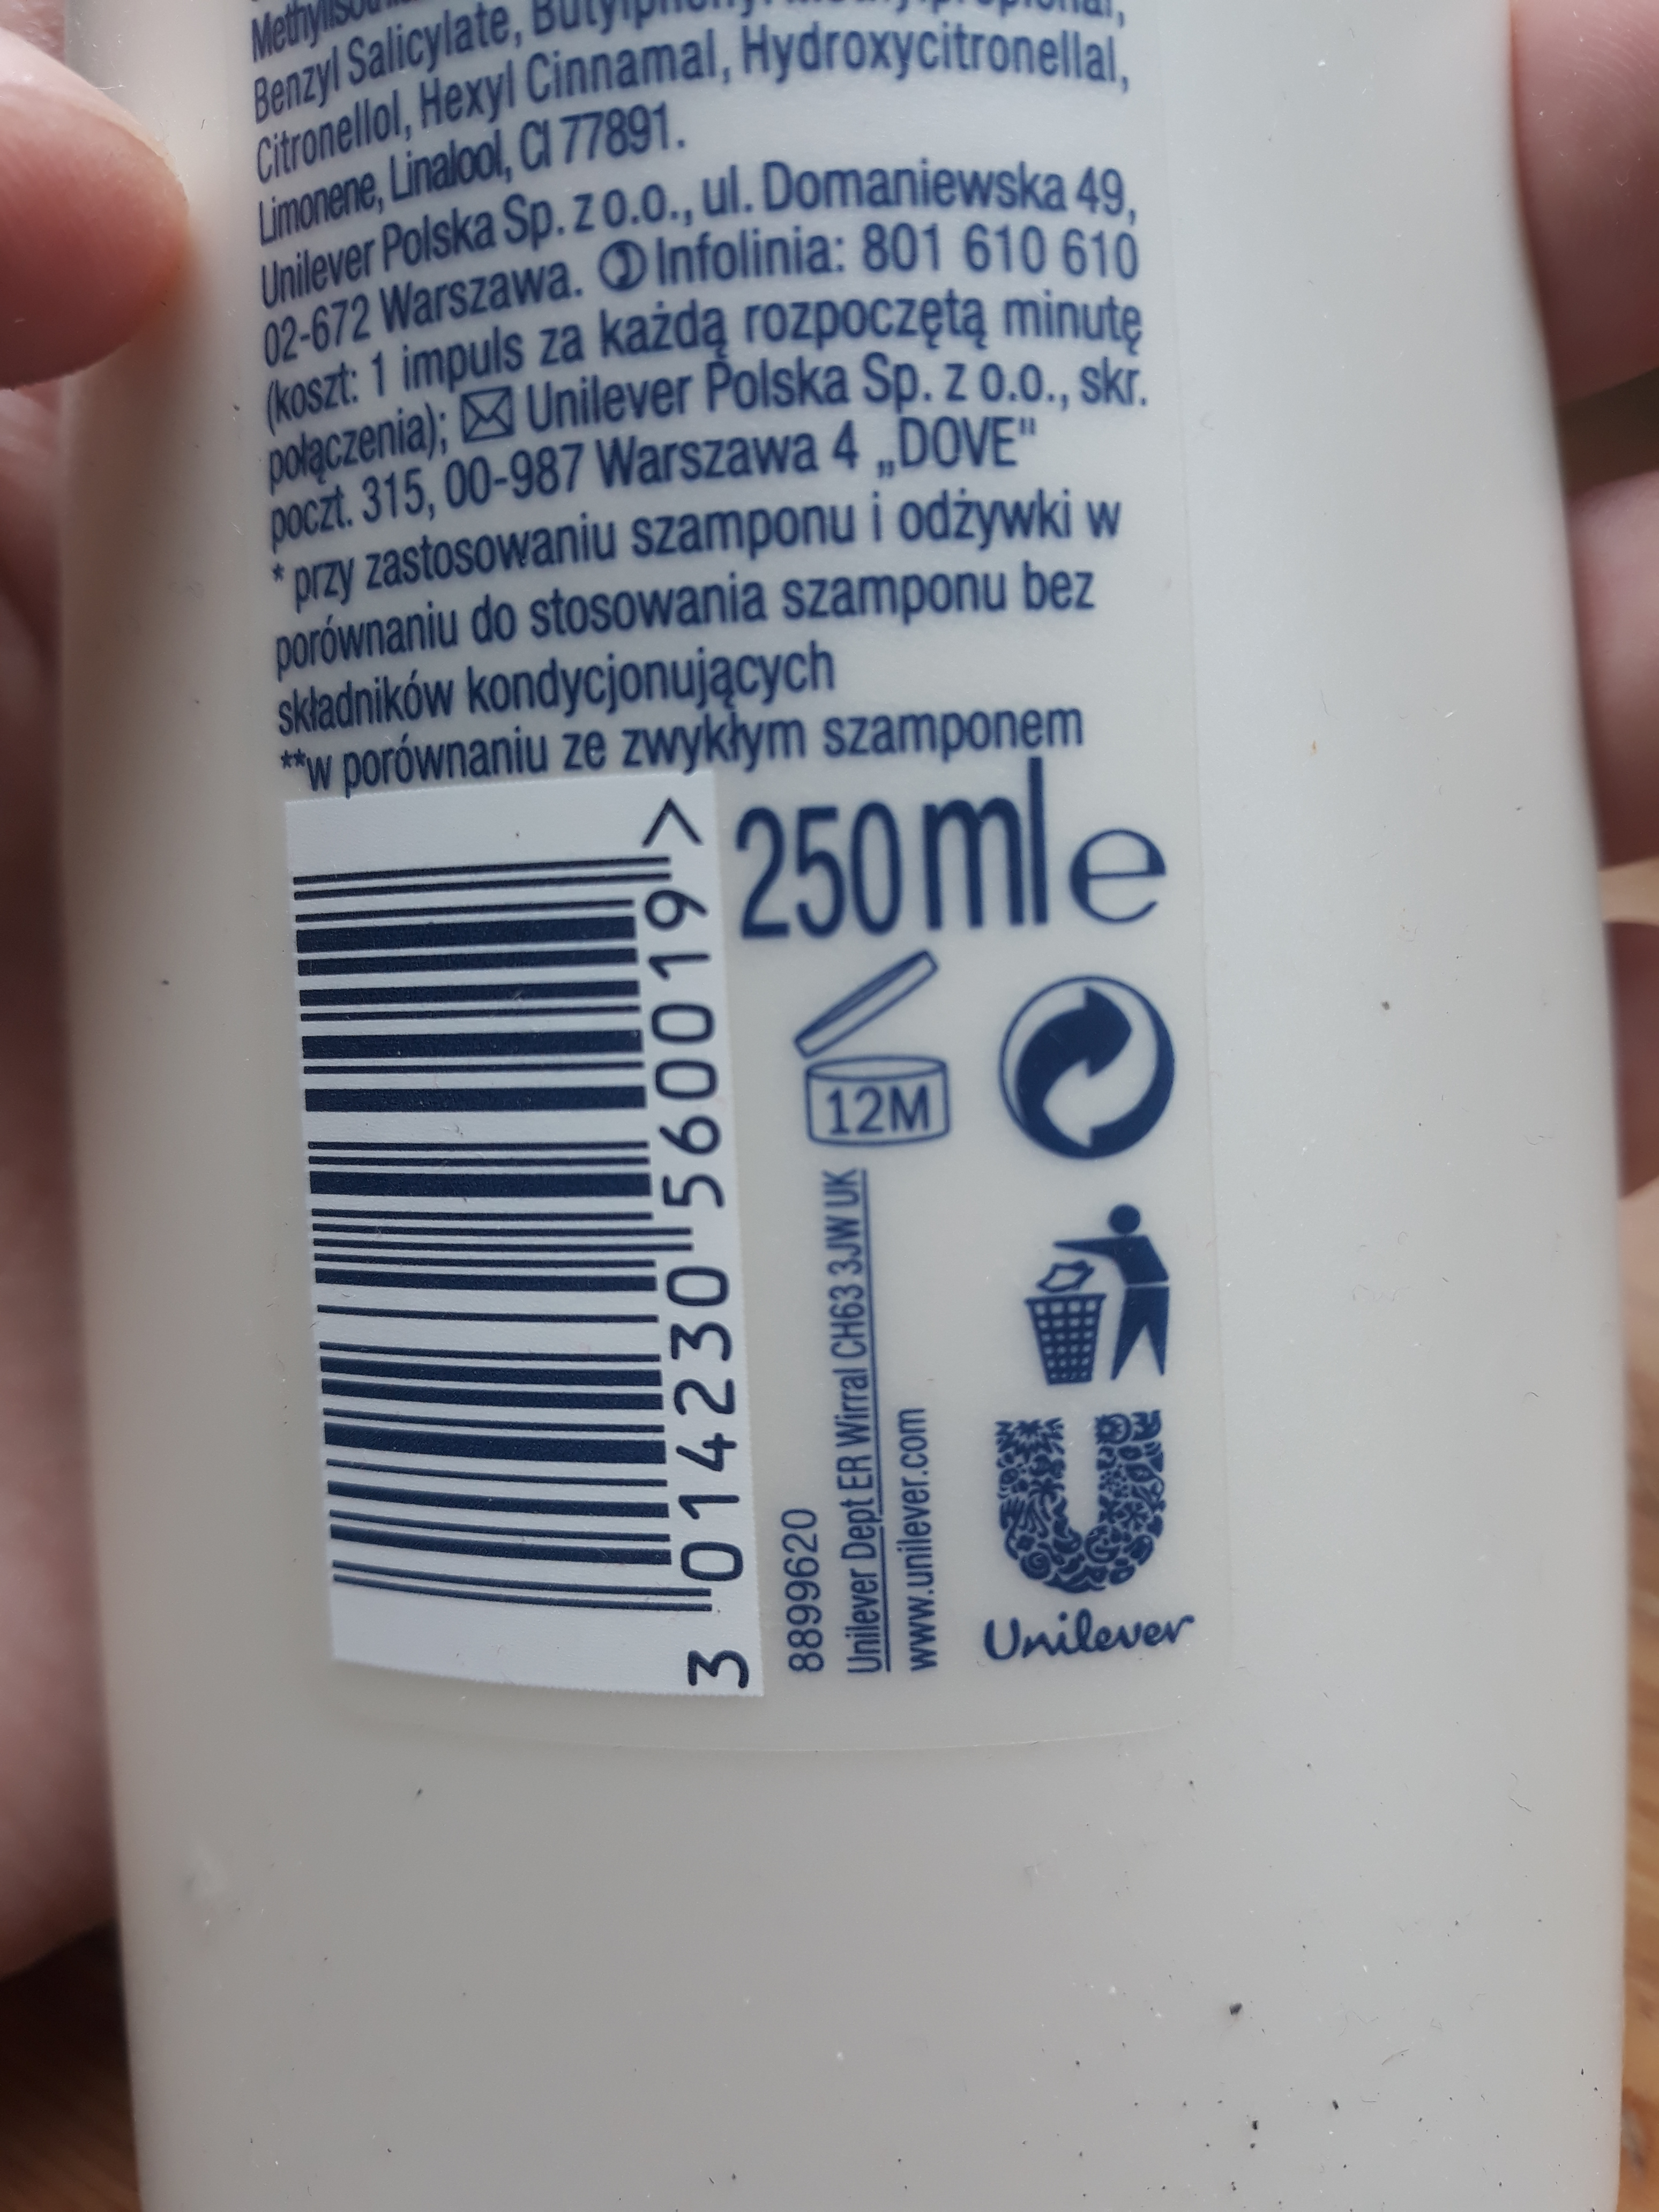 Benzyl Salicylate,
Citronellol, Hexyl Cinnamal, Hydroxycitronellal,
Limonene, Linalool, CI 77891.
Unilever Polska Sp. z o.o., ul. Domaniewska 49,
02-672 Warszawa. Infolinia: 801 610 610
(koszt: 1 impuls za każdą rozpoczętą minutę
połączenia); Unilever Polska Sp. z o.o., skr.
poczt. 315, 00-987 Warszawa 4 „DOVE"
* przy zastosowaniu szamponu i odżywki w
porównaniu do stosowania szamponu bez
składników kondycjonujących
**w porównaniu ze zwykłym szamponem
250 ml e
3 014230 560019 >
12M
8899620
Unilever Dept ER Wirral CH63 3JW UK
www.unilever.com
Unilever